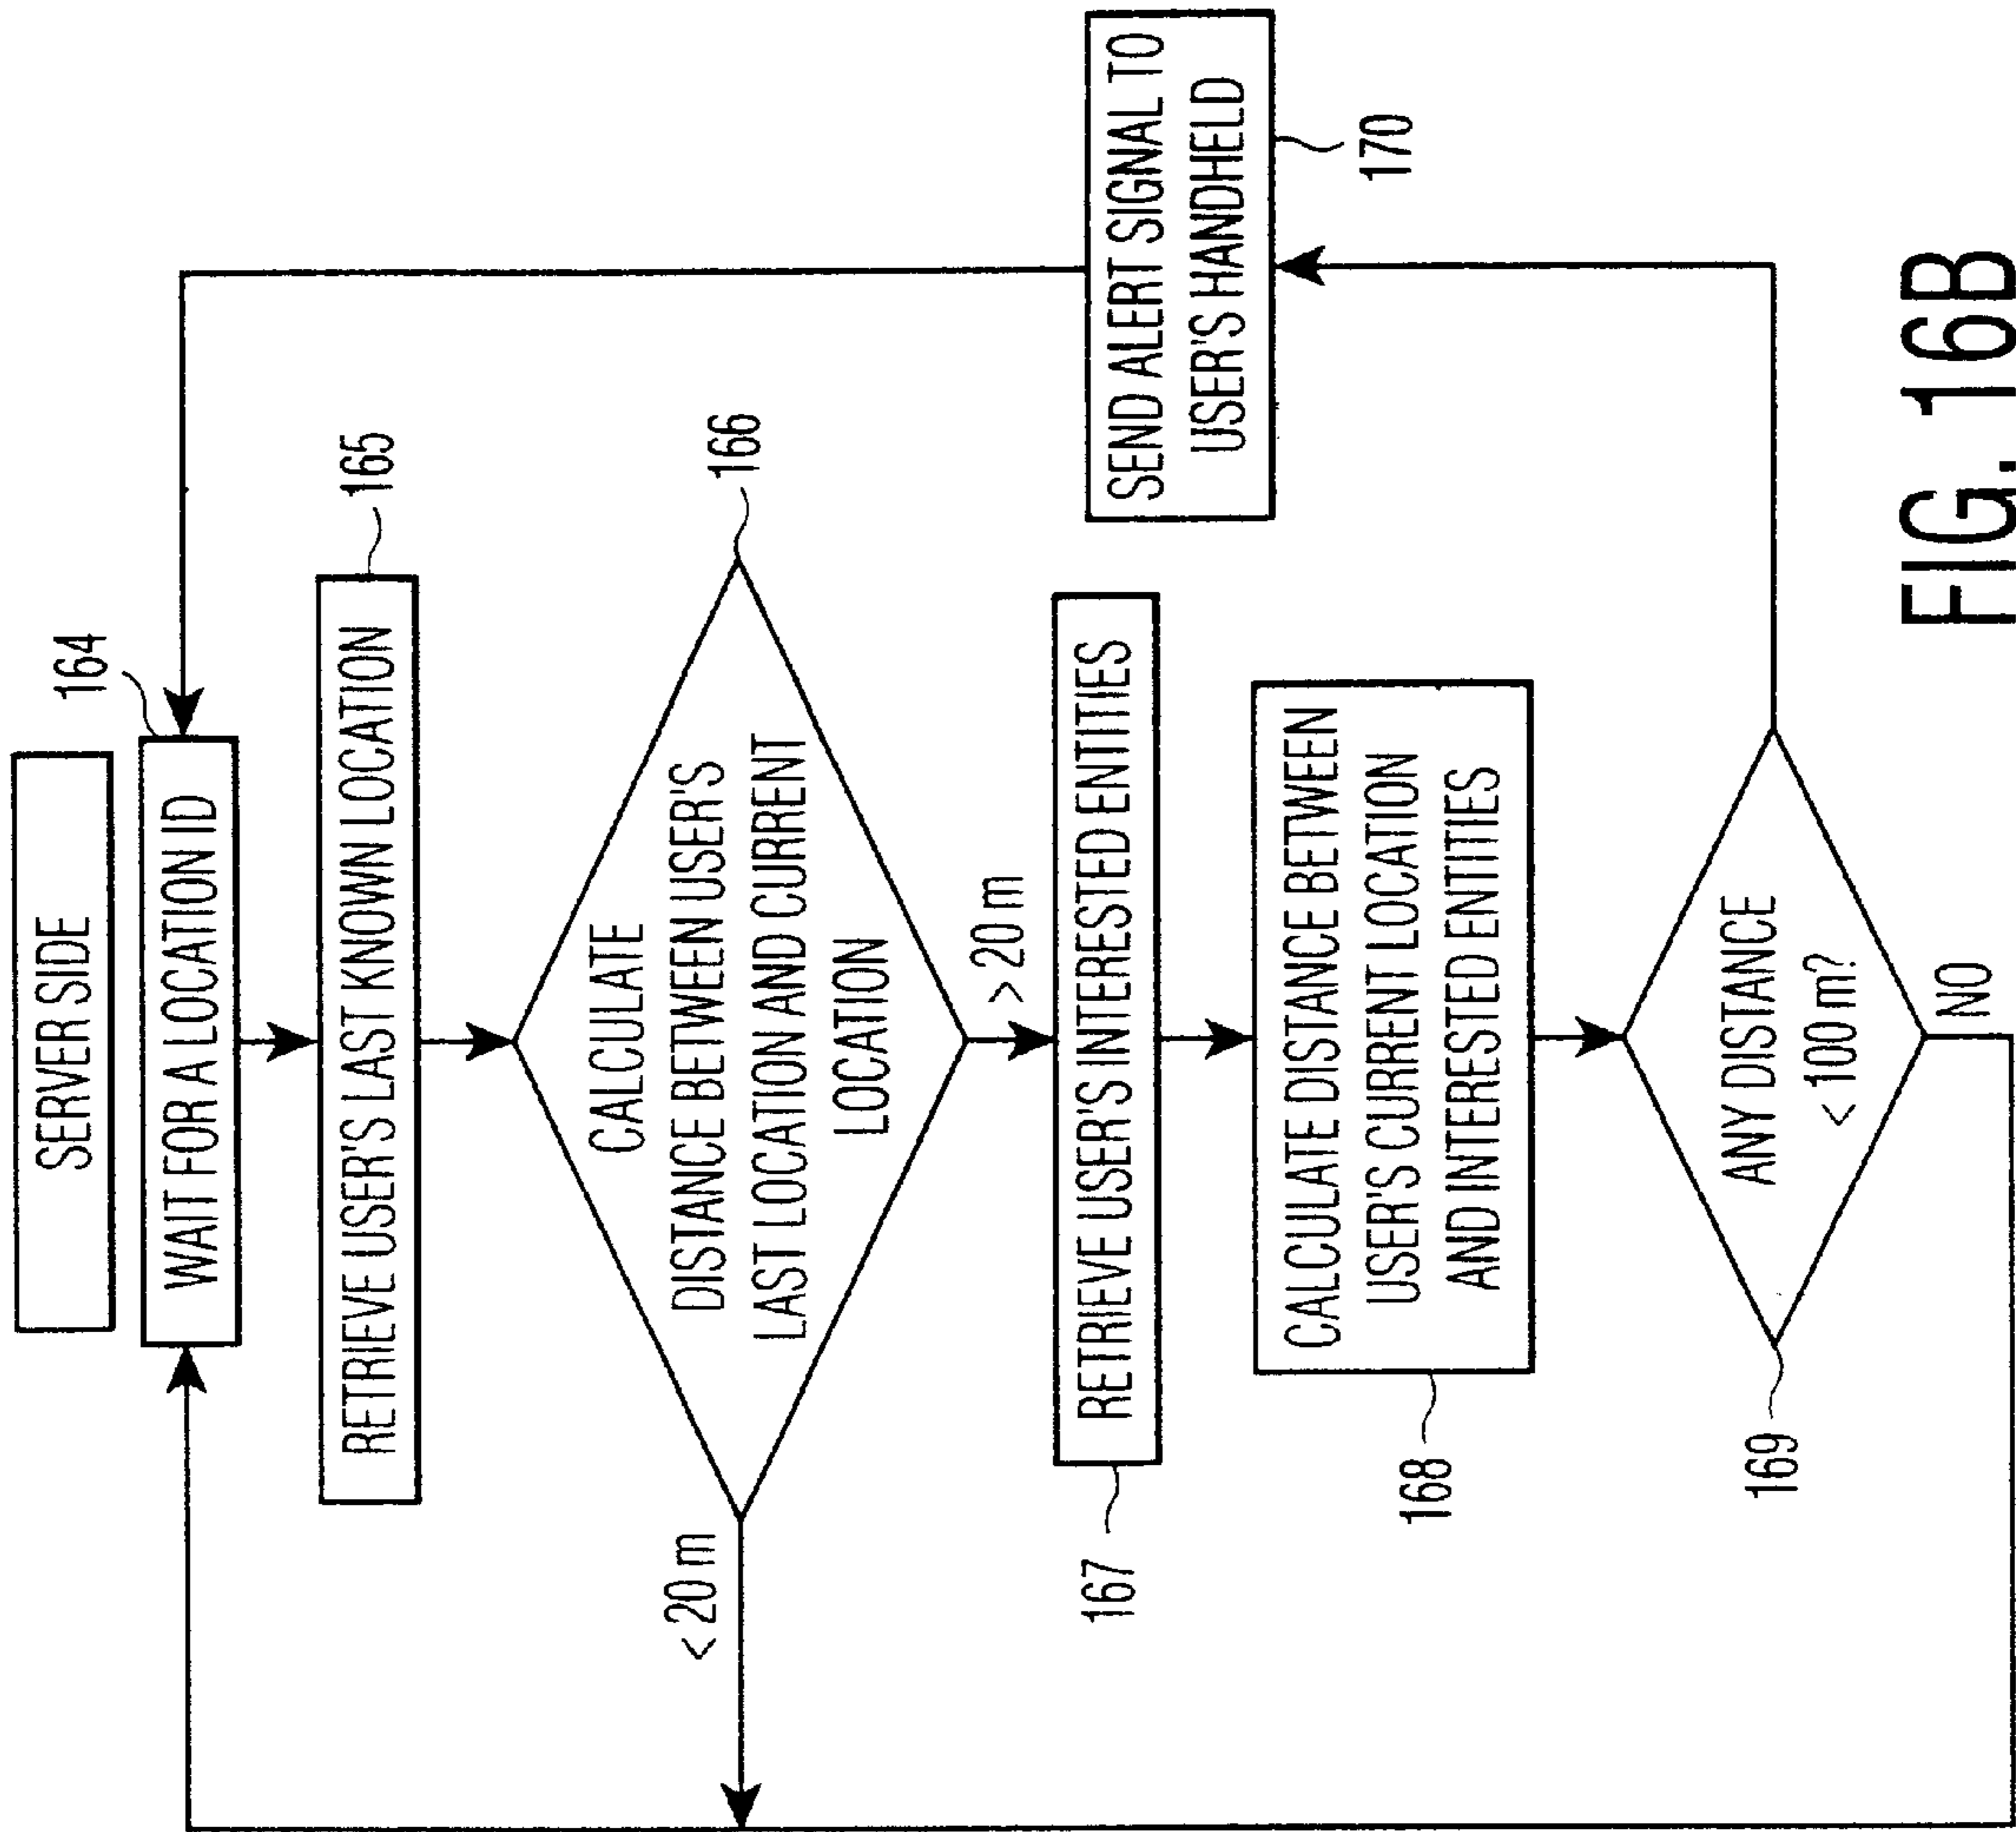 SERVER SIDE
164
WAIT FOR A LOCATION ID
165
RETRIEVE USER'S LAST KNOWN LOCATION
166
CALCULATE
DISTANCE BETWEEN USER'S
LAST LOCATION AND CURRENT
LOCATION
< 20 m
> 20 m
167
RETRIEVE USER'S INTERESTED ENTITIES
168
CALCULATE DISTANCE BETWEEN
USER'S CURRENT LOCATION
AND INTERESTED ENTITIES
169
ANY DISTANCE
< 100 m?
NO
SEND ALERT SIGNAL TO
USER'S HANDHELD
170
FIG. 16B